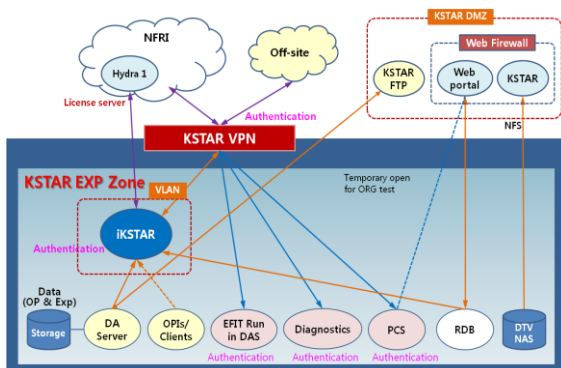 KSTAR DMZ
NFRI
Off-site
Web Firewall
Hydra 1
KSTAR
FTP
Web
portal
KSTAR
License server
Authentication
KSTAR VPN
NFS
KSTAR EXP Zone
VLAN
Temporary open
for ORG test
iKSTAR
Authentication
Data
(OP & Exp)
Storage
DA
Server
OPIs/
Clients
EFIT Run
in DAS
Diagnostics
PCS
RDB
DTV
NAS
Authentication
Authentication
Authentication